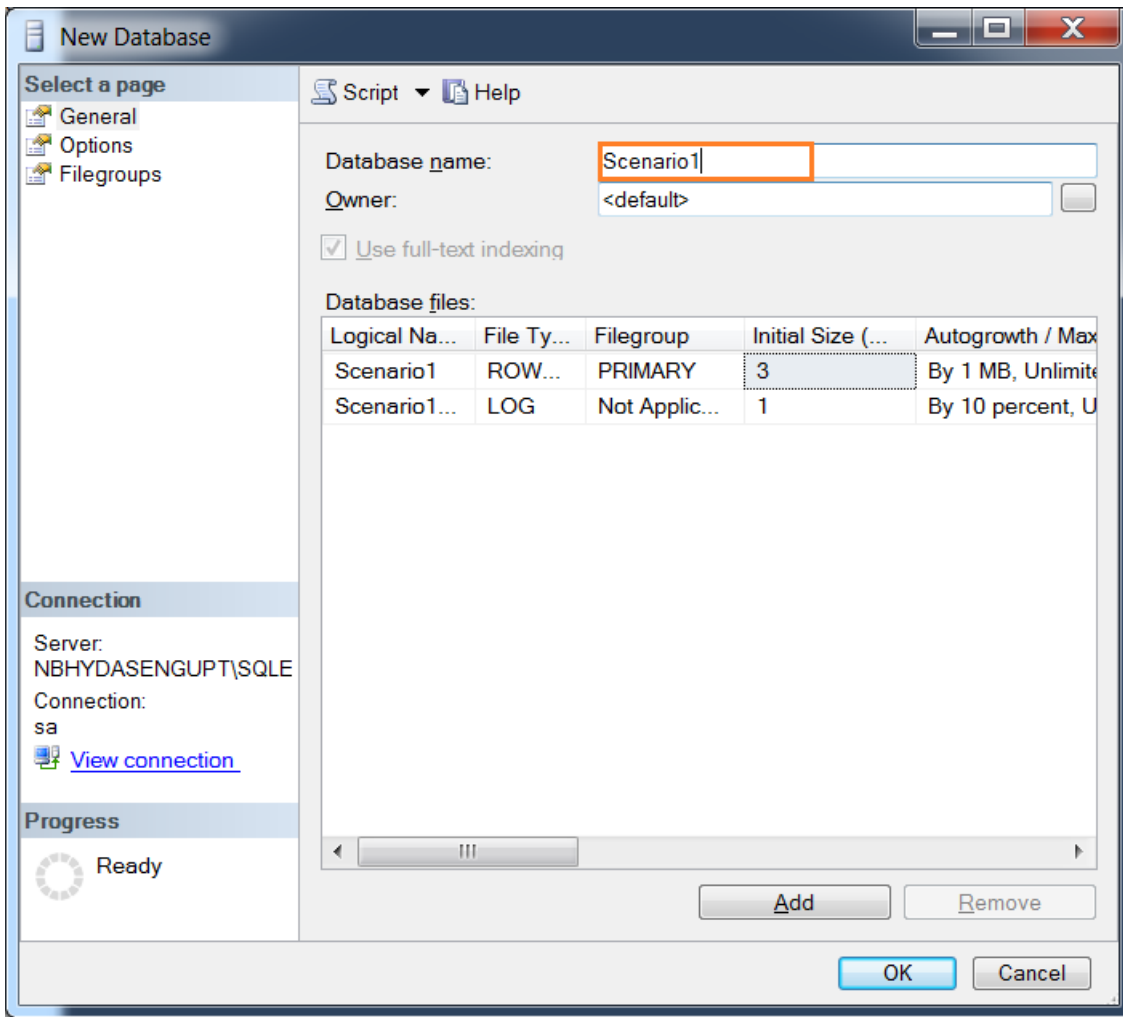 New Database
Select a page
General
Options
Filegroups
Connection
Server:
NBHYDASENGUPT\SQLE
Connection:
sa
View connection
Progress
Ready
Script Help
Database name: Scenario1
Owner: <default>
Use full-text indexing
Database files:
Logical Na... File Ty... Filegroup Initial Size (... Autogrowth / Max
Scenario1 ROW... PRIMARY 3 By 1 MB, Unlimite
Scenario1... LOG Not Applic... 1 By 10 percent, U
Add Remove
OK Cancel